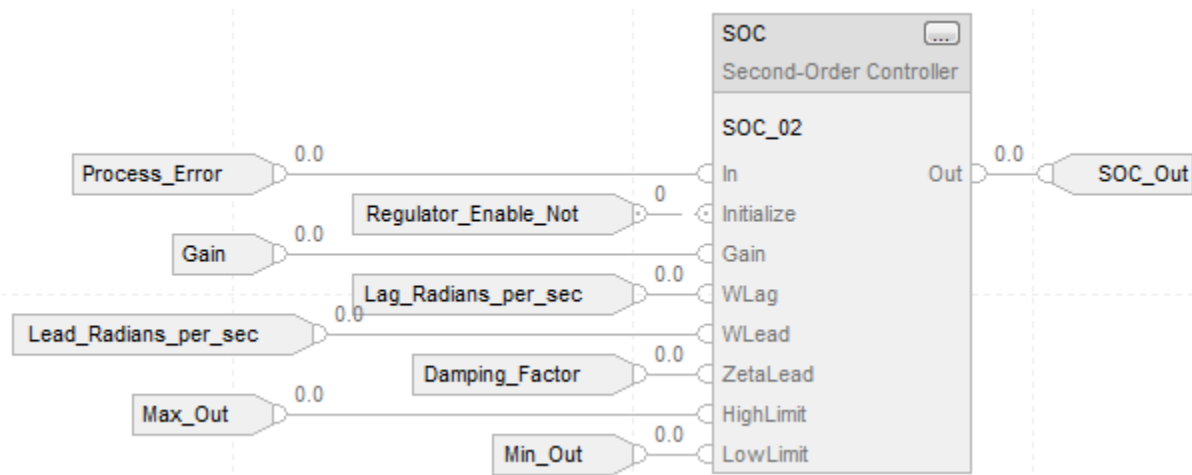 SOC ...
Second-Order Controller
SOC_02
Process_Error 0.0 In Out 0.0 SOC_Out
Regulator_Enable_Not 0 Initialize
Gain 0.0 Gain
Lag_Radians_per_sec 0.0 WLag
Lead_Radians_per_sec 0.0 WLead
Damping_Factor 0.0 ZetaLead
Max_Out 0.0 HighLimit
Min_Out 0.0 LowLimit